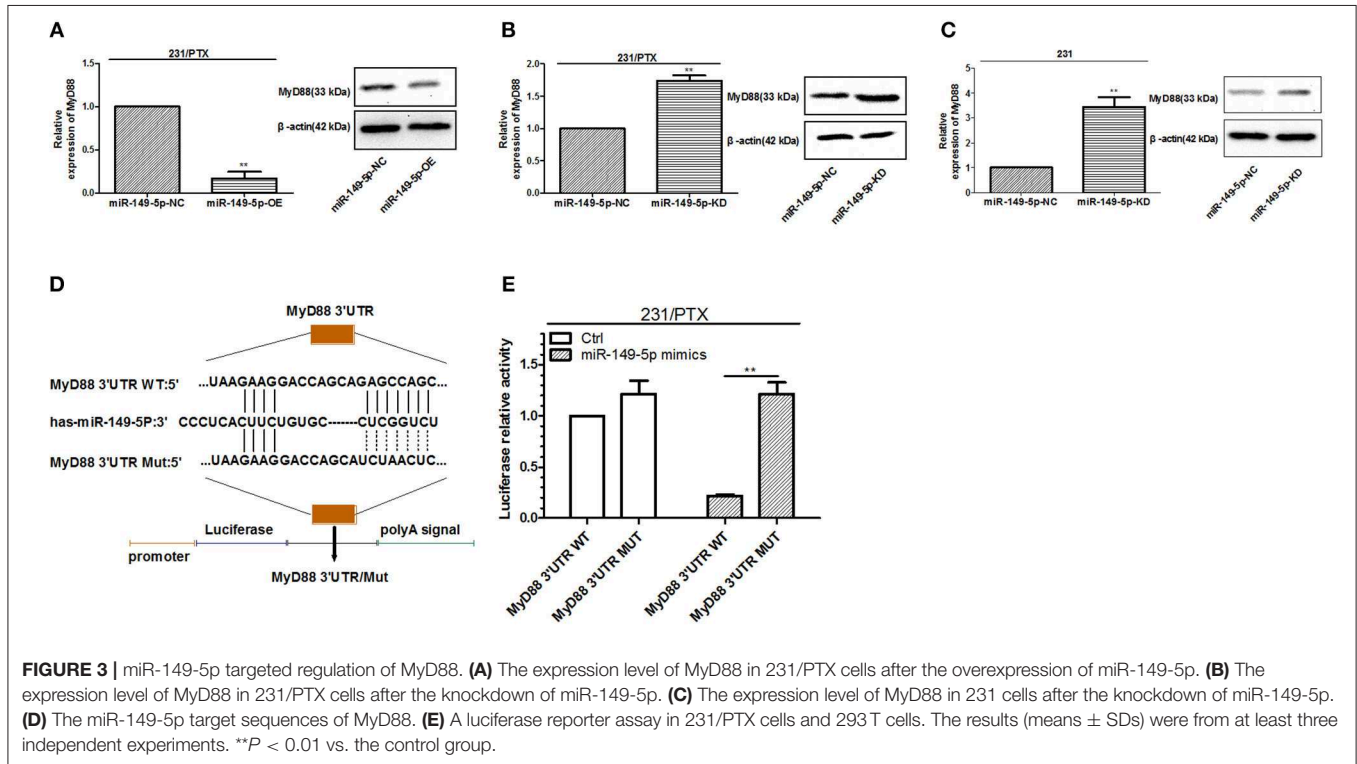 A
231/PTX
Relative
expression of MyD88
1.5
1.0
0.5
0.0
**
miR-149-5p-NC
miR-149-5p-OE
MyD88(33 kDa)
β -actin(42 kDa)
miR-149-5p-NC
miR-149-5p-OE
B
231/PTX
Relative
expression of MyD88
2.0
1.5
1.0
0.5
0.0
**
miR-149-5p-NC
miR-149-5p-KD
MyD88(33 kDa)
β -actin(42 kDa)
miR-149-5p-NC
miR-149-5p-KD
C
231
Relative
expression of MyD88
5
4
3
2
1
0
**
miR-149-5p-NC
miR-149-5p-KD
MyD88(33 kDa)
β -actin(42 kDa)
miR-149-5p-NC
miR-149-5p-KD
D
MyD88 3'UTR
MyD88 3'UTR WT:5' ...UAAGAAGGACCAGCAGAGCCAGC...
has-miR-149-5P:3' CCCUCACUUCUGUGC-------CUCGGUCU
MyD88 3'UTR Mut:5' ...UAAGAAGGACCAGCAUCUAACUC...
Luciferase
polyA signal
promoter
MyD88 3'UTR/Mut
E
231/PTX
Ctrl
miR-149-5p mimics
Luciferase relative activity
1.5
1.0
0.5
0.0
**
MyD88 3'UTR WT
MyD88 3'UTR MUT
MyD88 3'UTR WT
MyD88 3'UTR MUT
FIGURE 3 | miR-149-5p targeted regulation of MyD88. (A) The expression level of MyD88 in 231/PTX cells after the overexpression of miR-149-5p. (B) The
expression level of MyD88 in 231/PTX cells after the knockdown of miR-149-5p. (C) The expression level of MyD88 in 231 cells after the knockdown of miR-149-5p.
(D) The miR-149-5p target sequences of MyD88. (E) A luciferase reporter assay in 231/PTX cells and 293 T cells. The results (means ± SDs) were from at least three
independent experiments. **P < 0.01 vs. the control group.